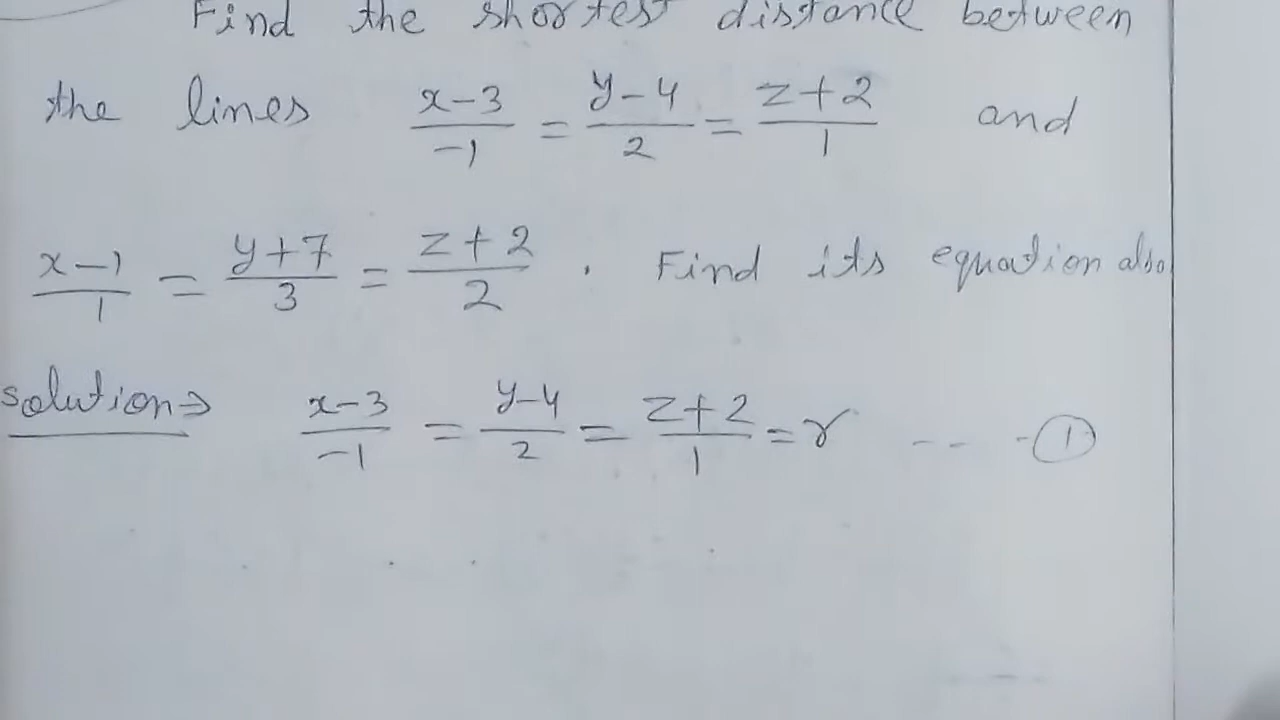 Find the shortest distance between
the lines x-3/-1 = y-4/2 = z+2/1 and
x-1/1 = y+7/3 = z+2/2 . Find its equation also
solution⇒ x-3/-1 = y-4/2 = z+2/1 = r -- - ①